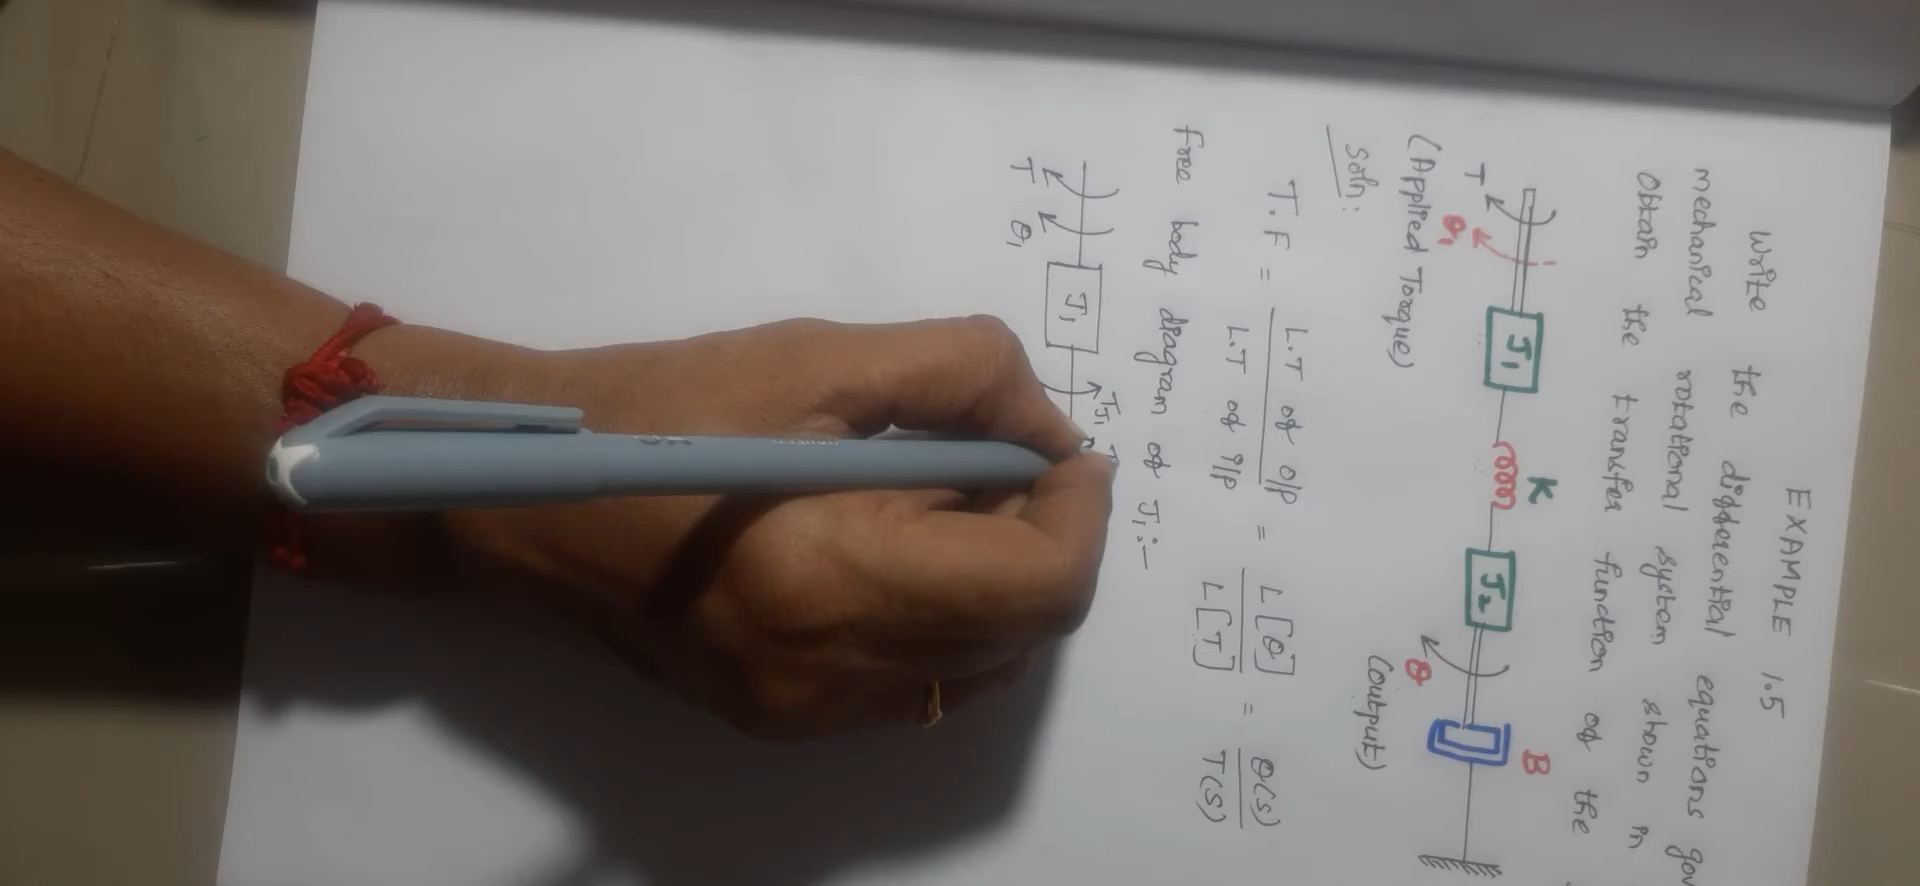 EXAMPLE 1.5
Write the differential equations
mechanical rotational system shown in
Obtain the transfer function of the
K
B
T θ1 J1 J2 θ
(Applied Torque) (output)
Soln:
T.F = L.T of o/p / L.T of i/p = L[θ] / L[T] = θ(s) / T(s)
Free body diagram of J1:-
TJ1
T θ1 J1